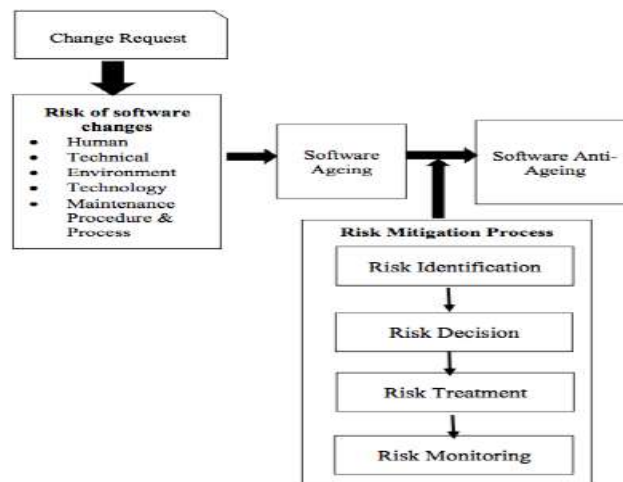 Change Request
Risk of software
changes
• Human
• Technical
• Environment
• Technology
• Maintenance
Procedure &
Process
Software
Ageing
Software Anti-
Ageing
Risk Mitigation Process
Risk Identification
Risk Decision
Risk Treatment
Risk Monitoring